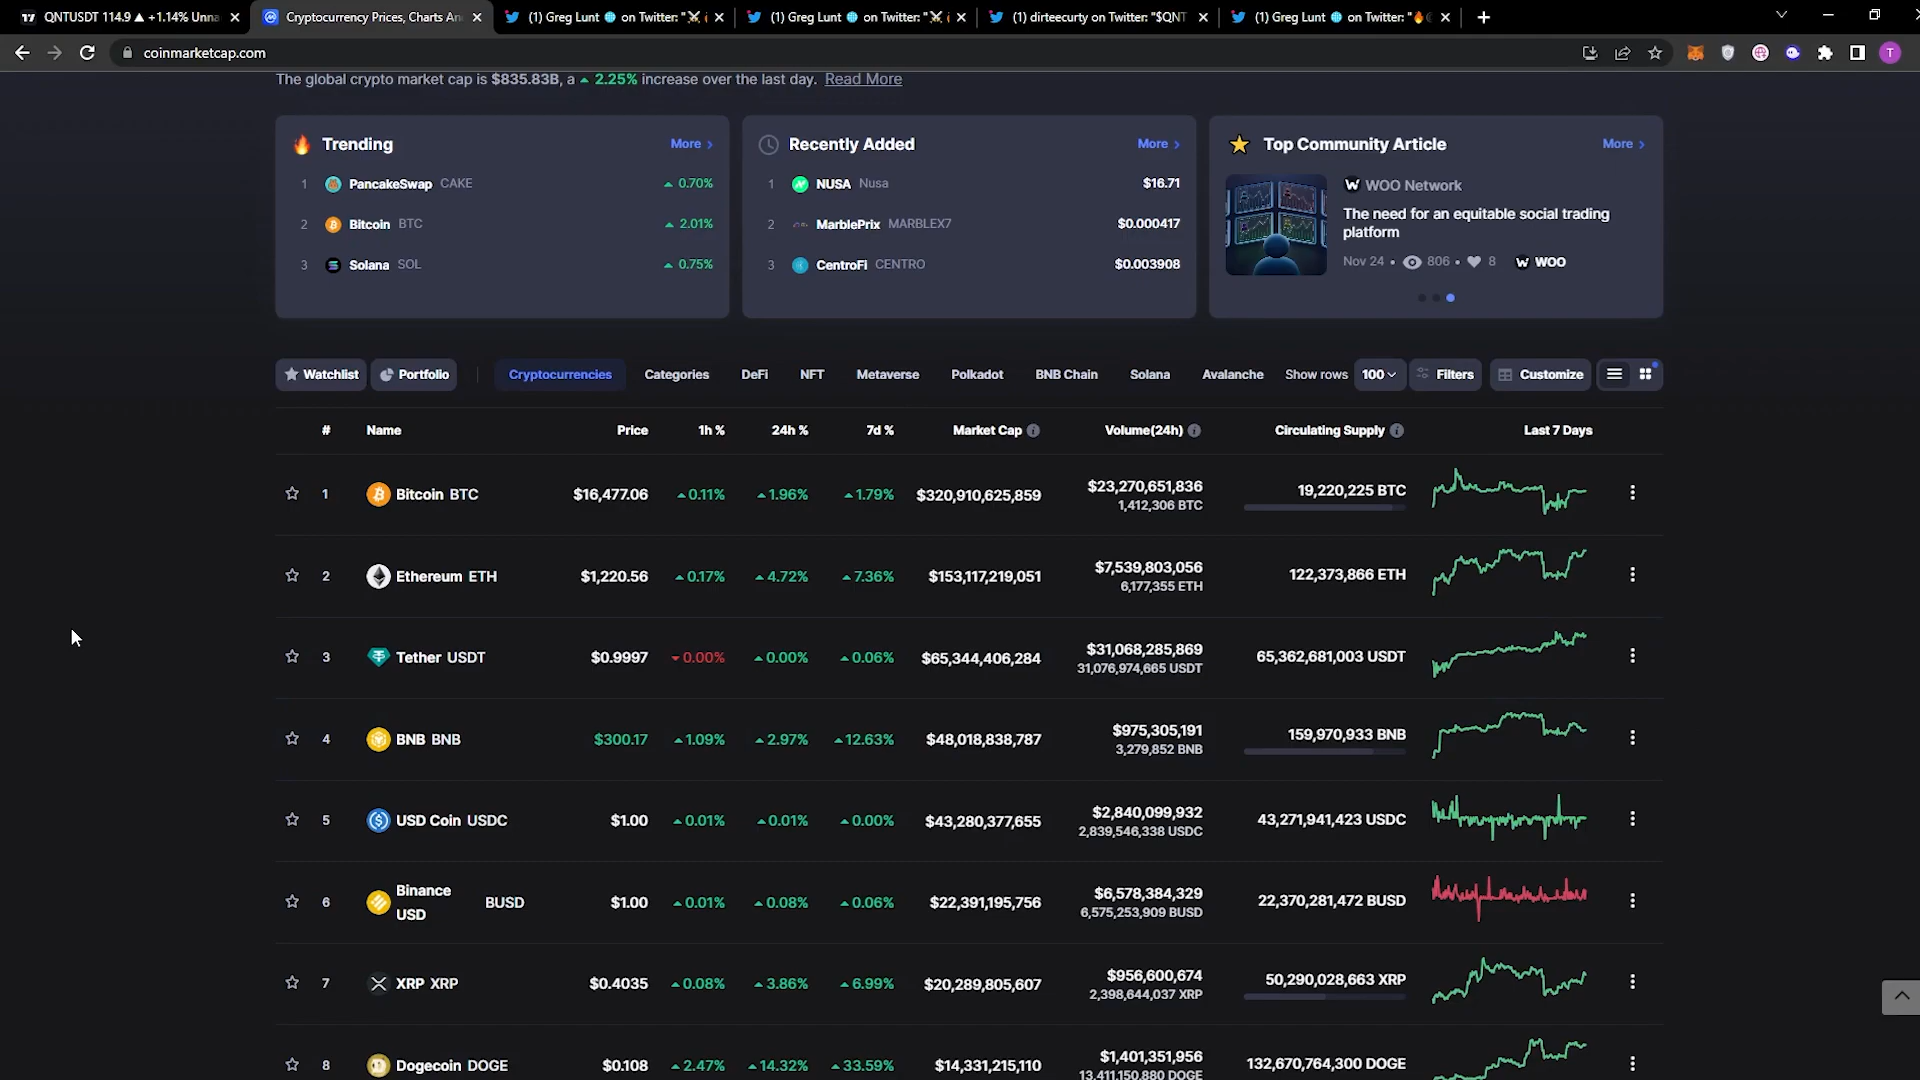 QNTUSDT 114.9 ▲ +1.14% Unna
Cryptocurrency Prices, Charts An
(1) Greg Lunt 🌐 on Twitter: "⚔
(1) Greg Lunt 🌐 on Twitter: "⚔
(1) dirteecurty on Twitter: "$QNT
(1) Greg Lunt 🌐 on Twitter: "🔥
coinmarketcap.com
T
The global crypto market cap is $835.83B, a ▲ 2.25% increase over the last day. Read More
🔥 Trending More >
1 PancakeSwap CAKE ▲ 0.70%
2 Bitcoin BTC ▲ 2.01%
3 Solana SOL ▲ 0.75%
Recently Added More >
1 NUSA Nusa $16.71
2 MarblePrix MARBLEX7 $0.000417
3 CentroFi CENTRO $0.003908
Top Community Article More >
WOO Network
The need for an equitable social trading
platform
Nov 24 • 806 • 8 WOO
Watchlist Portfolio Cryptocurrencies Categories DeFi NFT Metaverse Polkadot BNB Chain Solana Avalanche Show rows 100 Filters Customize
# Name Price 1h % 24h % 7d % Market Cap Volume(24h) Circulating Supply Last 7 Days
1 Bitcoin BTC $16,477.06 ▲0.11% ▲1.96% ▲1.79% $320,910,625,859 $23,270,651,836 19,220,225 BTC
1,412,306 BTC
2 Ethereum ETH $1,220.56 ▲0.17% ▲4.72% ▲7.36% $153,117,219,051 $7,539,803,056 122,373,866 ETH
6,177,355 ETH
3 Tether USDT $0.9997 ▼0.00% ▲0.00% ▲0.06% $65,344,406,284 $31,068,285,869 65,362,681,003 USDT
31,076,974,665 USDT
4 BNB BNB $300.17 ▲1.09% ▲2.97% ▲12.63% $48,018,838,787 $975,305,191 159,970,933 BNB
3,279,852 BNB
5 USD Coin USDC $1.00 ▲0.01% ▲0.01% ▲0.00% $43,280,377,655 $2,840,099,932 43,271,941,423 USDC
2,839,546,338 USDC
6 Binance USD BUSD $1.00 ▲0.01% ▲0.08% ▲0.06% $22,391,195,756 $6,578,384,329 22,370,281,472 BUSD
6,575,253,909 BUSD
7 XRP XRP $0.4035 ▲0.08% ▲3.86% ▲6.99% $20,289,805,607 $956,600,674 50,290,028,663 XRP
2,398,644,037 XRP
8 Dogecoin DOGE $0.108 ▲2.47% ▲14.32% ▲33.59% $14,331,215,110 $1,401,351,956 132,670,764,300 DOGE
13,411,150,880 DOGE